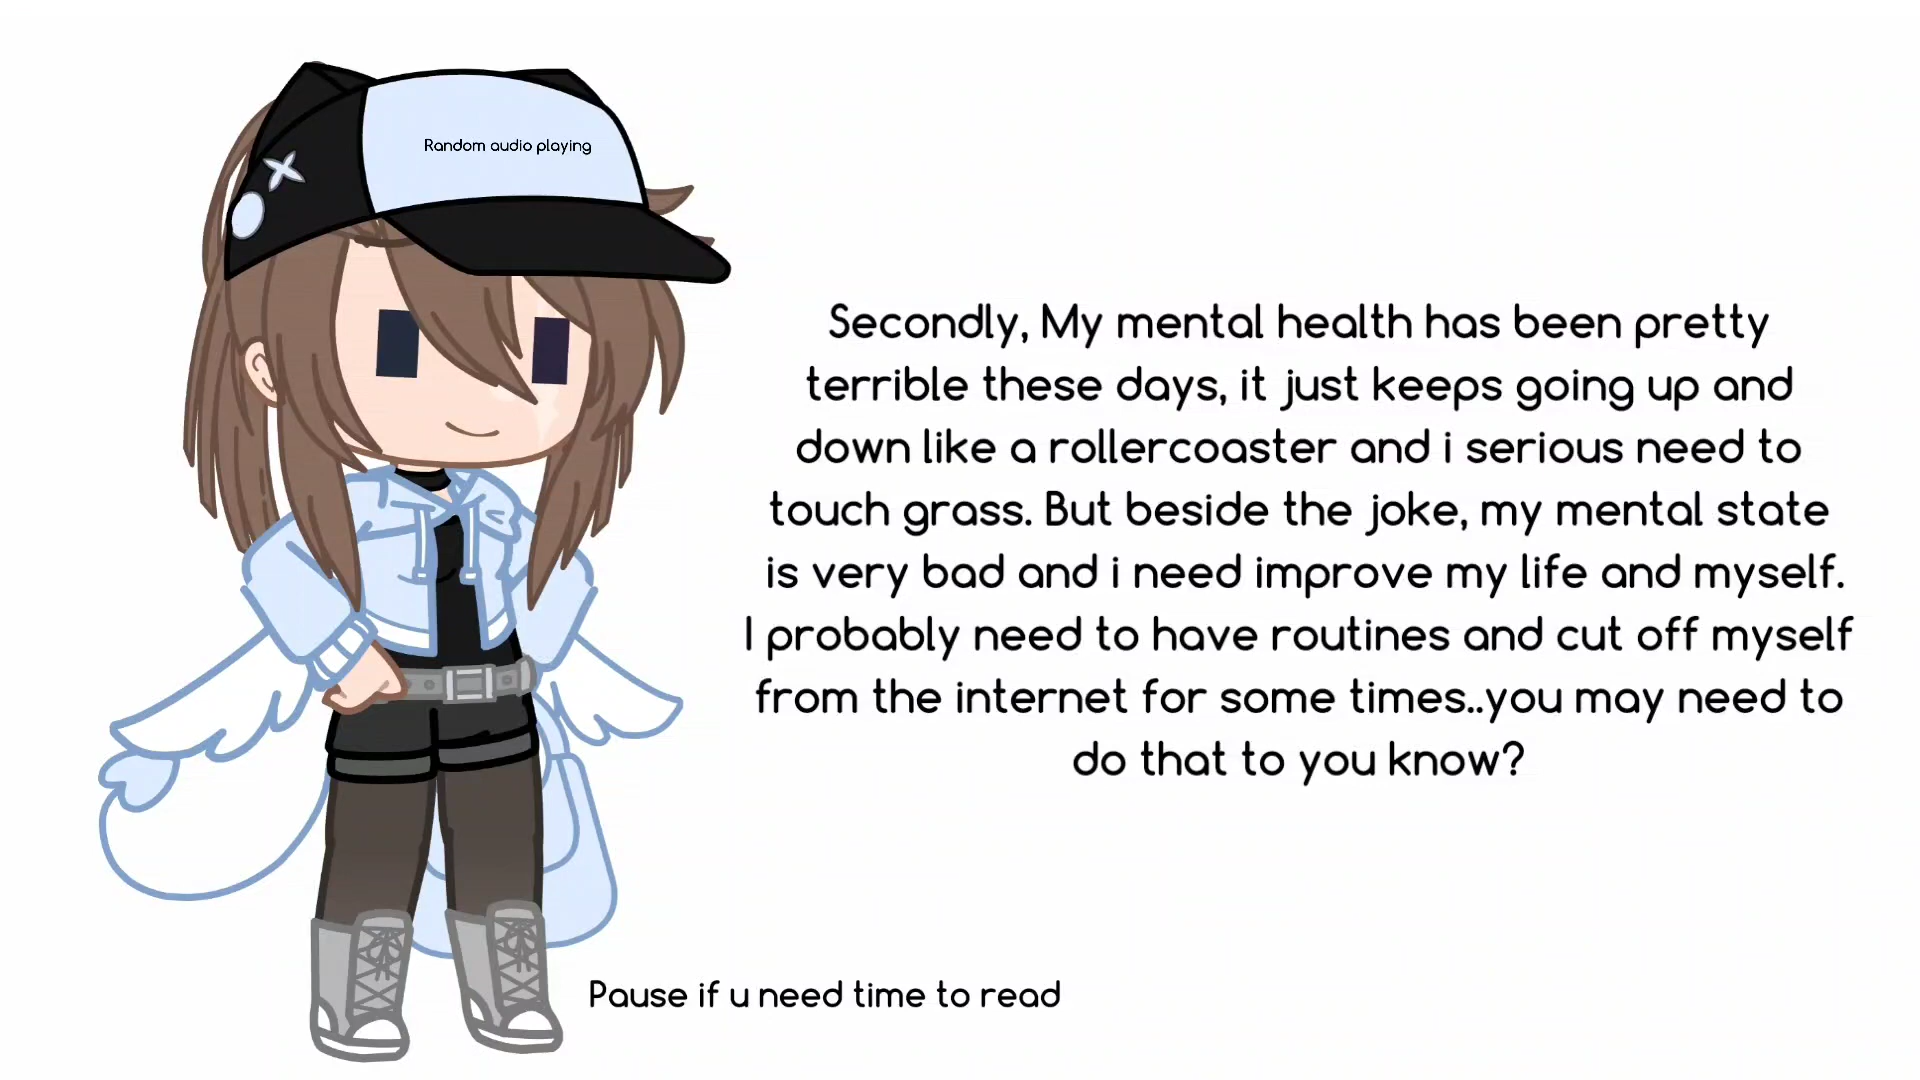 Random audio playing
Secondly, My mental health has been pretty
terrible these days, it just keeps going up and
down like a rollercoaster and i serious need to
touch grass. But beside the joke, my mental state
is very bad and i need improve my life and myself.
I probably need to have routines and cut off myself
from the internet for some times..you may need to
do that to you know?
Pause if u need time to read